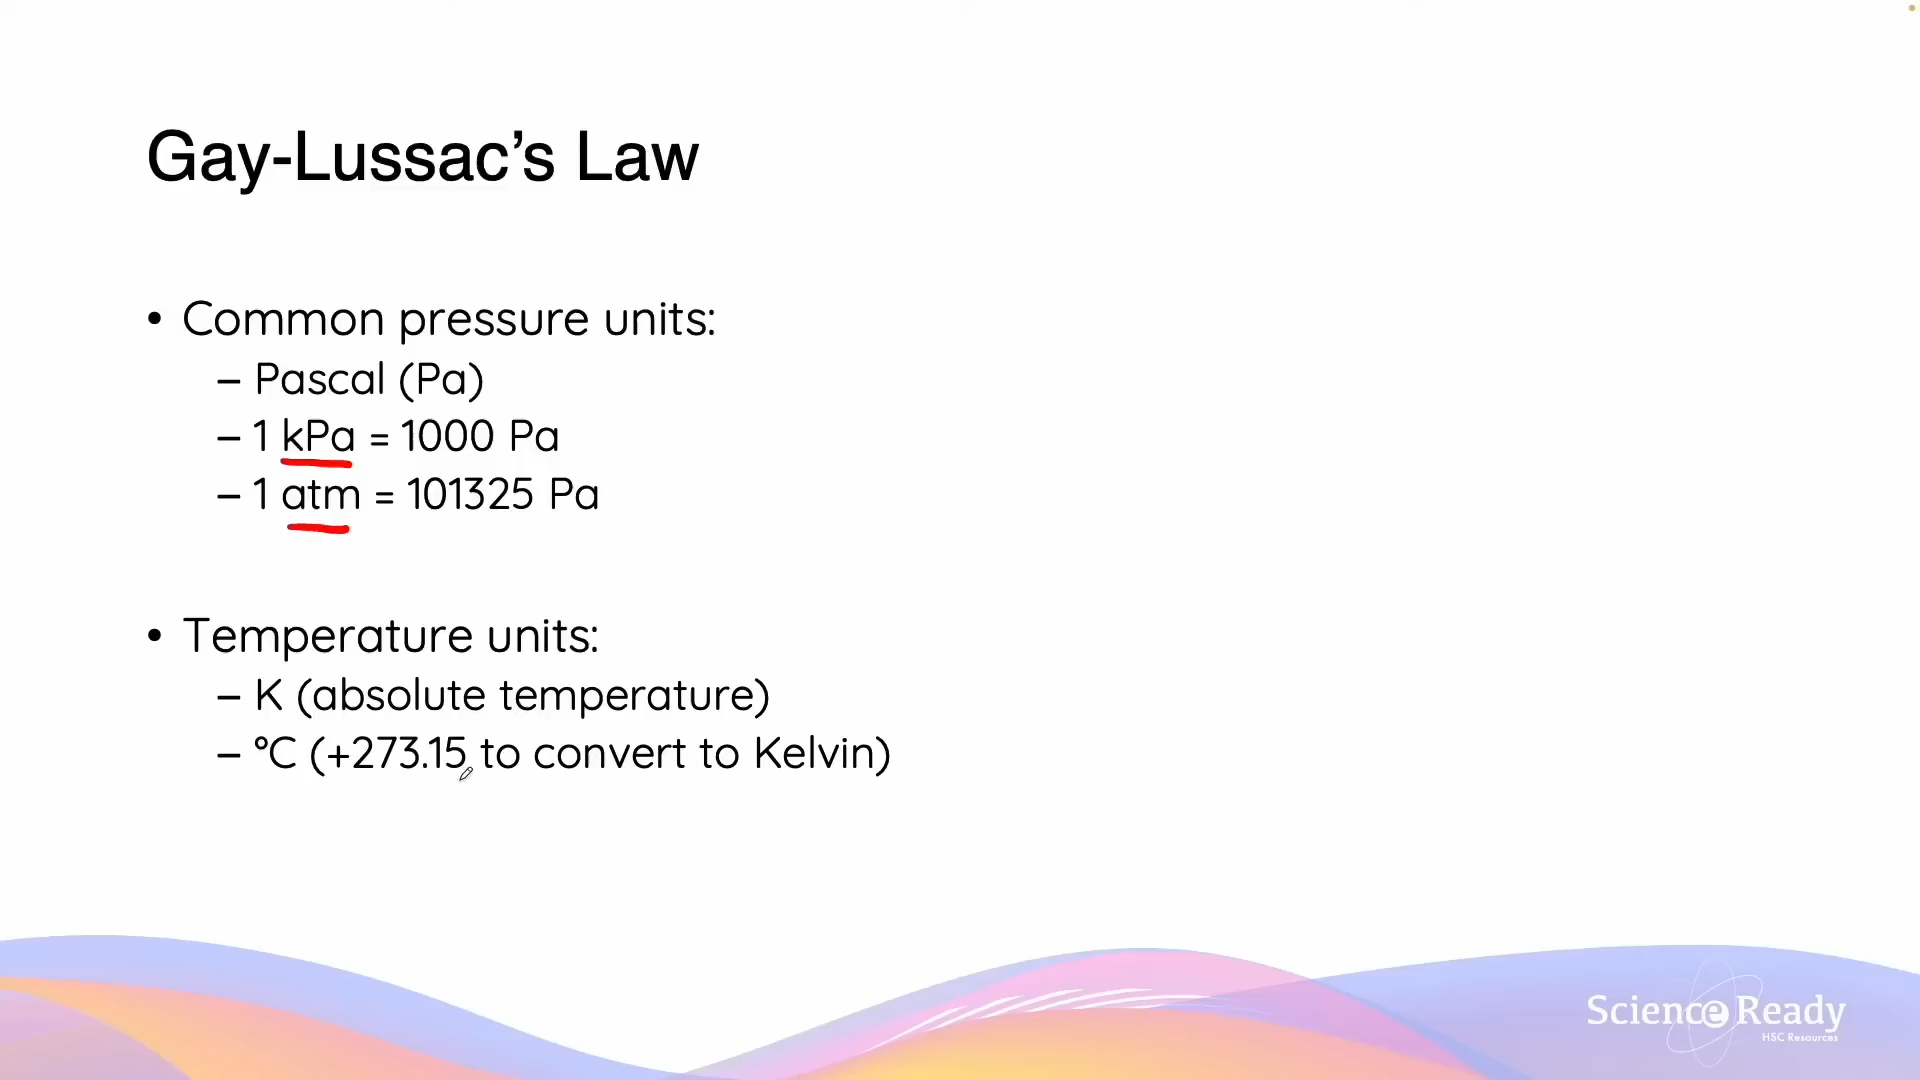 Gay-Lussac’s Law
• Common pressure units:
– Pascal (Pa)
– 1 kPa = 1000 Pa
– 1 atm = 101325 Pa
• Temperature units:
– K (absolute temperature)
– °C (+273.15 to convert to Kelvin)
Science Ready
HSC Resources